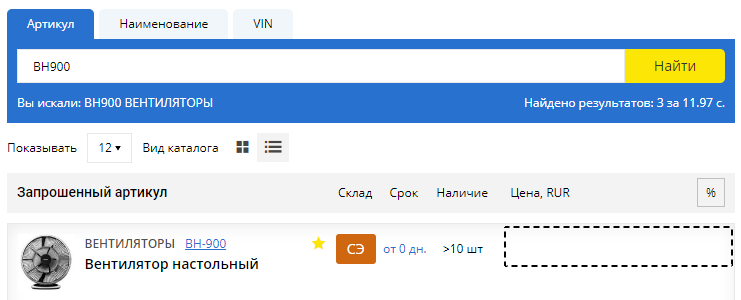 Артикул Наименование VIN
BH900 Найти
Вы искали: BH900 ВЕНТИЛЯТОРЫ Найдено результатов: 3 за 11.97 с.
Показывать 12 Вид каталога
Запрошенный артикул Склад Срок Наличие Цена, RUR %
ВЕНТИЛЯТОРЫ BH-900 СЭ от 0 дн. >10 шт
Вентилятор настольный